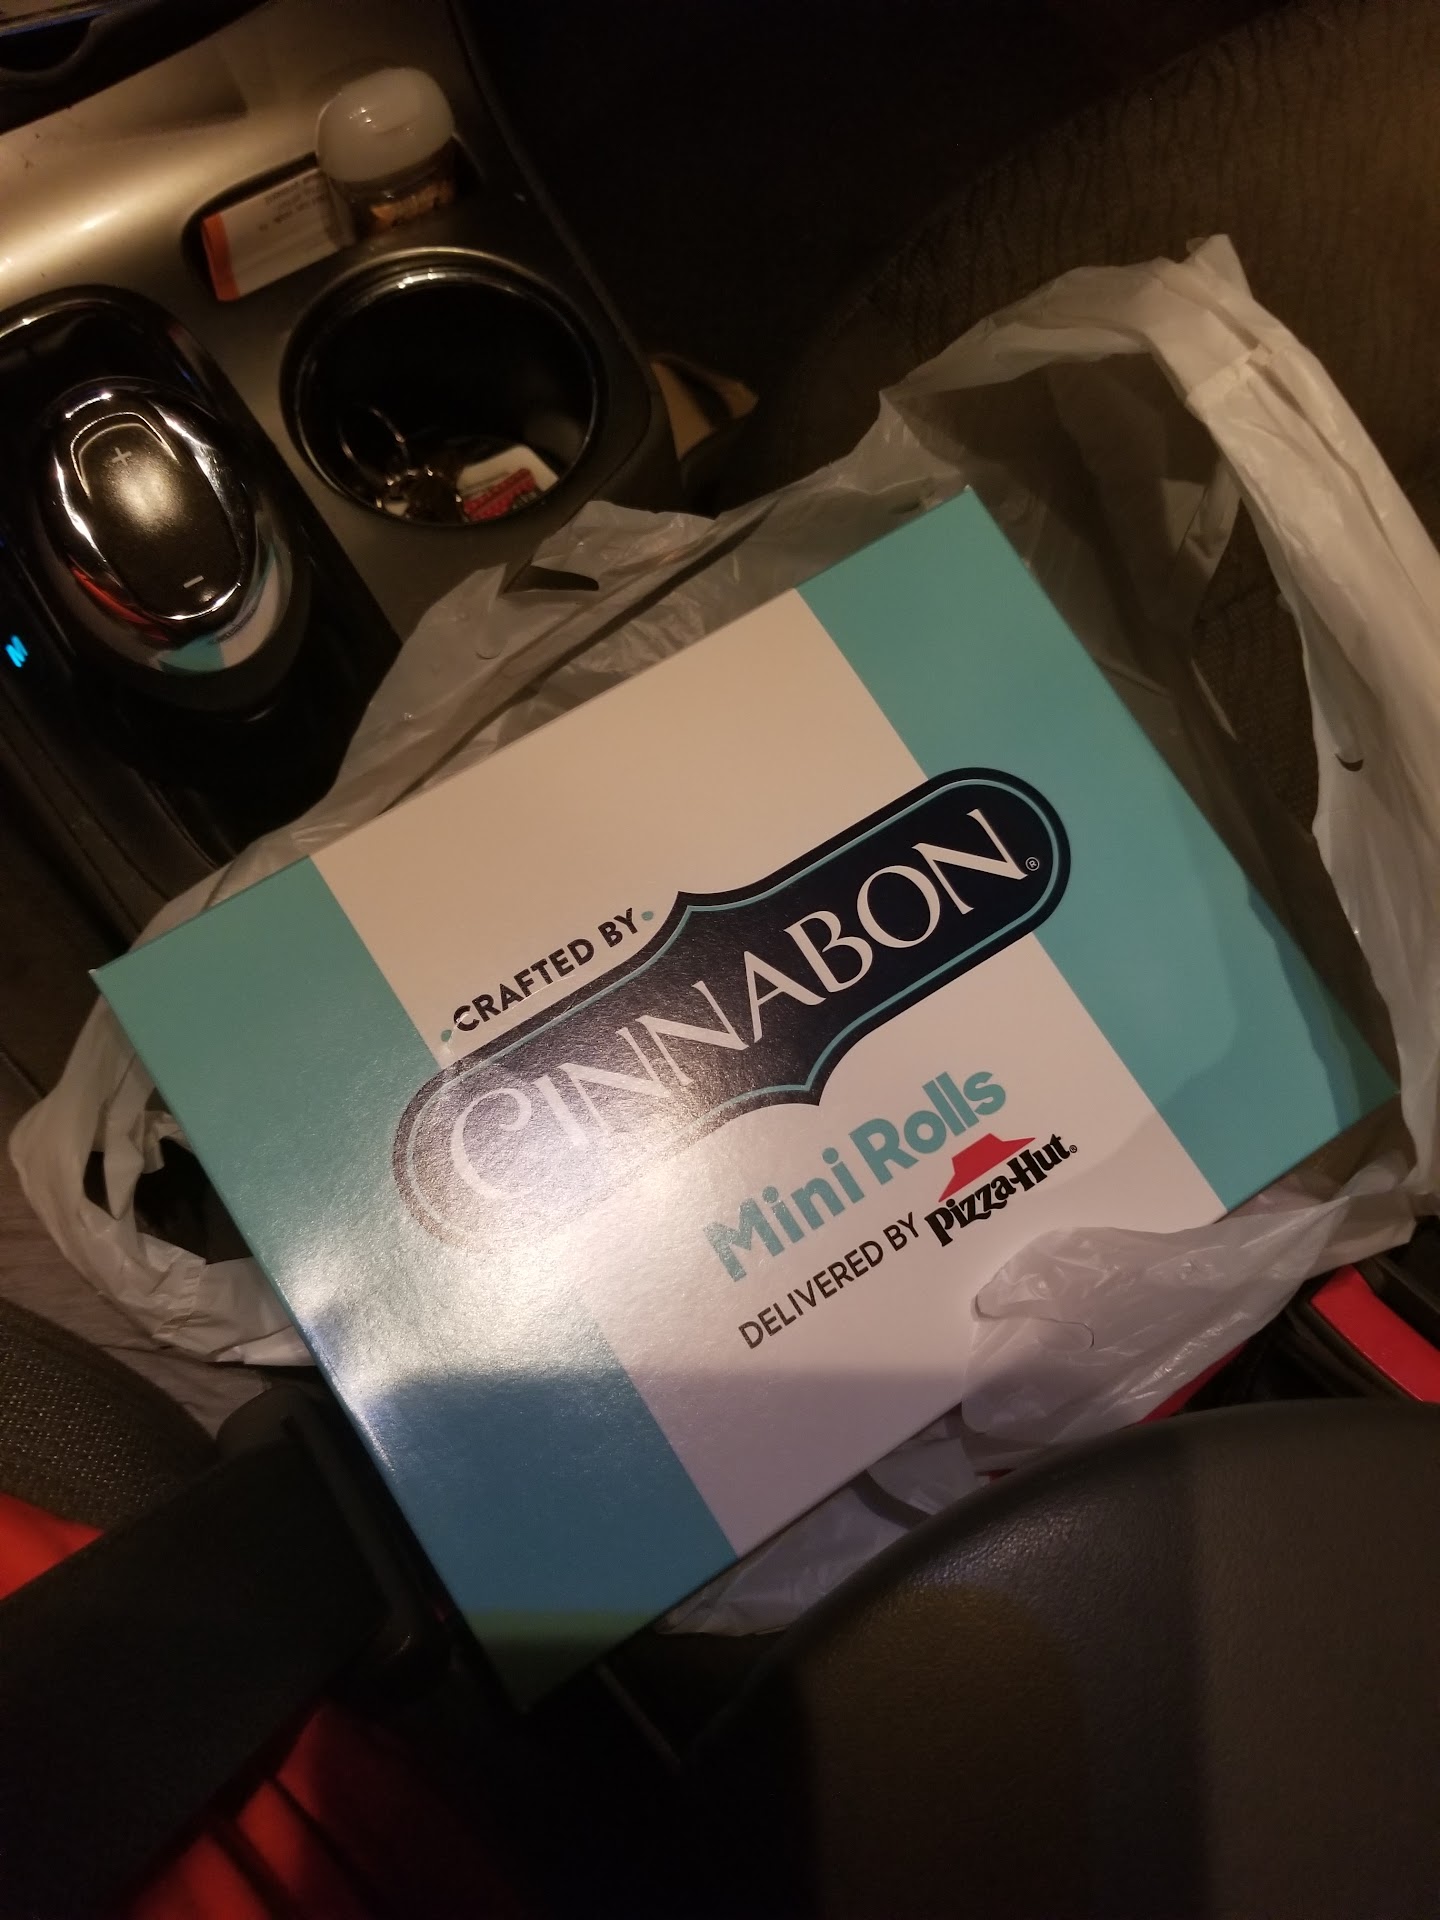 +
-
M
·CRAFTED BY·
CINNABON®
Mini Rolls
DELIVERED BY Pizza Hut®